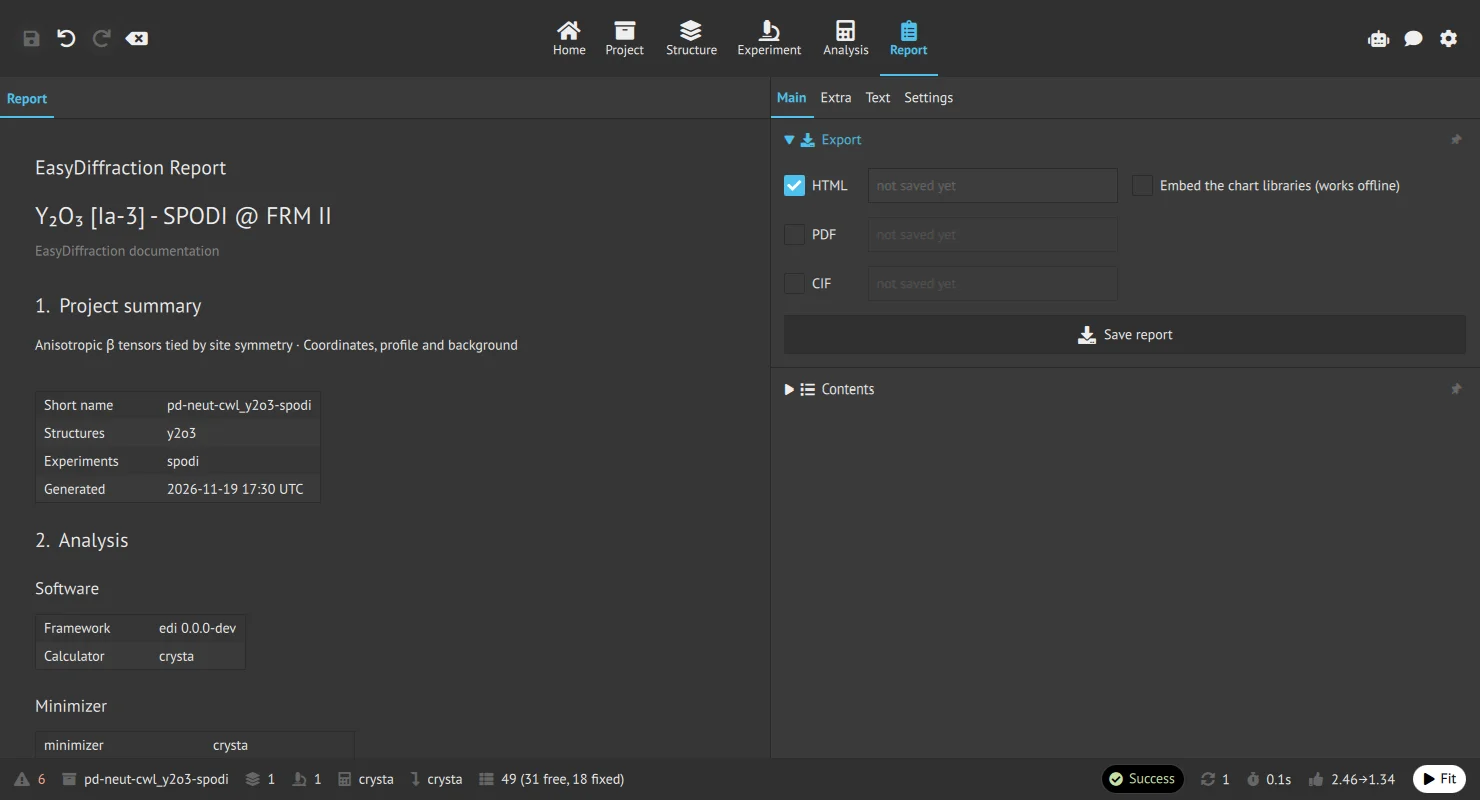 Home
Project
Structure
Experiment
Analysis
Report
Report
Main
Extra
Text
Settings
EasyDiffraction Report
Y₂O₃ [Ia-3] - SPODI @ FRM II
EasyDiffraction documentation
1. Project summary
Anisotropic β tensors tied by site symmetry · Coordinates, profile and background
Short name pd-neut-cwl_y2o3-spodi
Structures y2o3
Experiments spodi
Generated 2026-11-19 17:30 UTC
2. Analysis
Software
Framework edi 0.0.0-dev
Calculator crysta
Minimizer
minimizer crysta
Export
HTML not saved yet Embed the chart libraries (works offline)
PDF not saved yet
CIF not saved yet
Save report
Contents
6 pd-neut-cwl_y2o3-spodi 1 1 crysta crysta 49 (31 free, 18 fixed) Success 1 0.1s 2.46→1.34 Fit